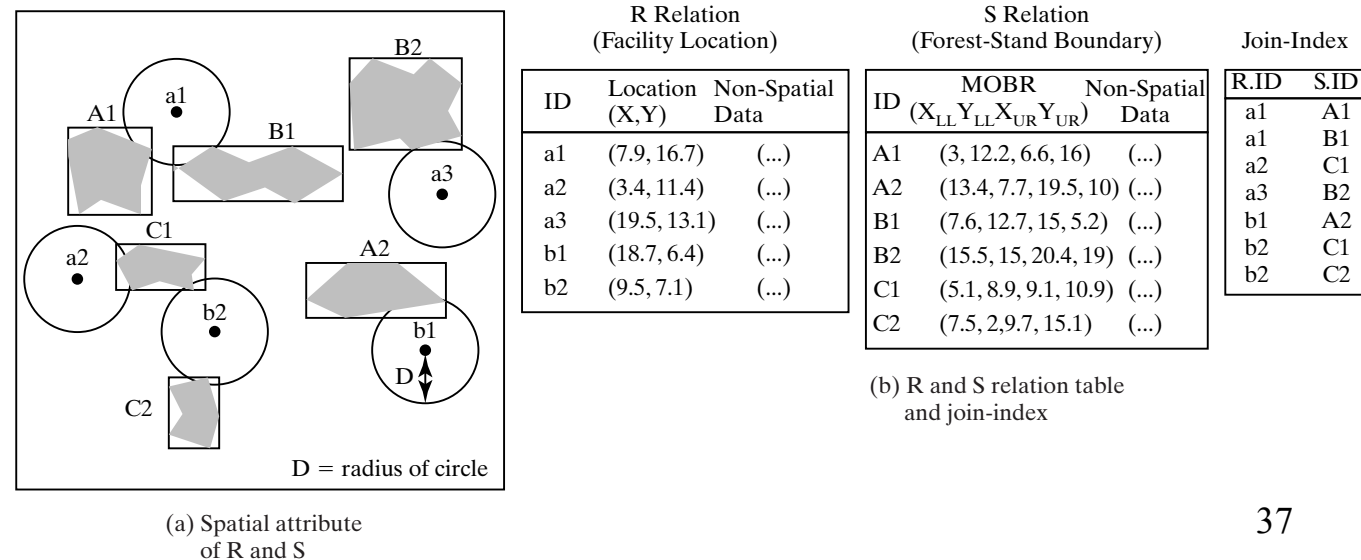 B2
a1
A1
B1
a3
C1
a2
A2
b2
b1
D
C2
D = radius of circle
(a) Spatial attribute
of R and S
R Relation
(Facility Location)
ID Location (X,Y) Non-Spatial Data
a1 (7.9, 16.7) (...)
a2 (3.4, 11.4) (...)
a3 (19.5, 13.1) (...)
b1 (18.7, 6.4) (...)
b2 (9.5, 7.1) (...)
S Relation
(Forest-Stand Boundary)
ID MOBR (X_LL Y_LL X_UR Y_UR) Non-Spatial Data
A1 (3, 12.2, 6.6, 16) (...)
A2 (13.4, 7.7, 19.5, 10) (...)
B1 (7.6, 12.7, 15, 5.2) (...)
B2 (15.5, 15, 20.4, 19) (...)
C1 (5.1, 8.9, 9.1, 10.9) (...)
C2 (7.5, 2,9.7, 15.1) (...)
Join-Index
R.ID S.ID
a1 A1
a1 B1
a2 C1
a3 B2
b1 A2
b2 C1
b2 C2
(b) R and S relation table
and join-index
37